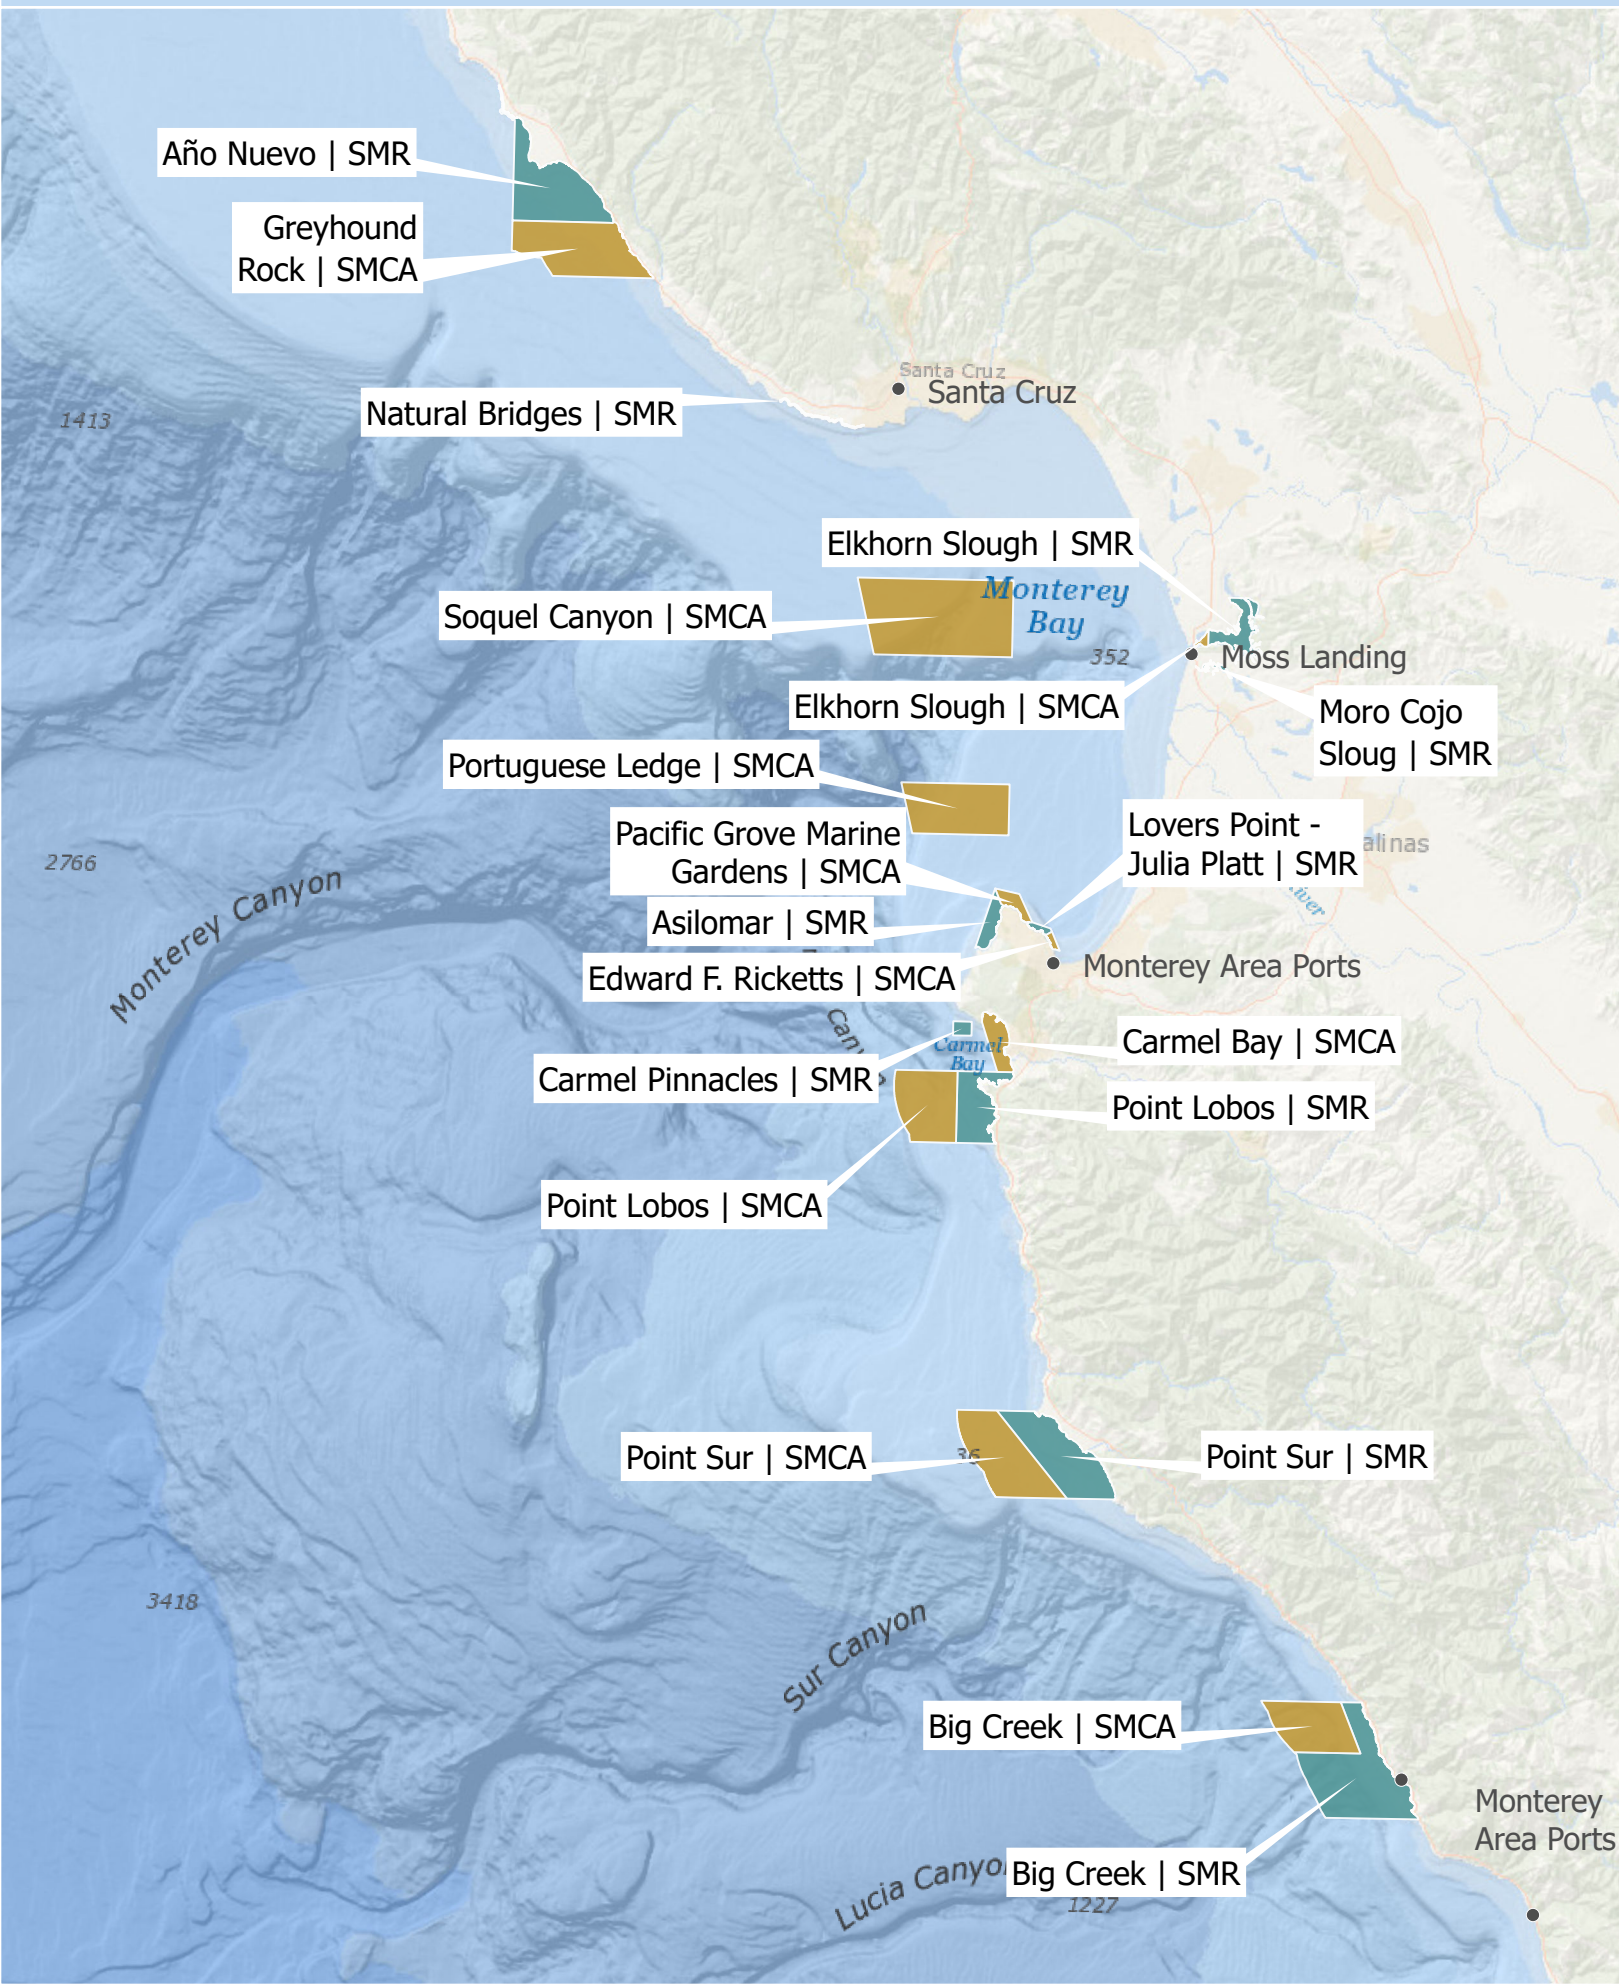 Año Nuevo | SMR
Greyhound
Rock | SMCA
Santa Cruz
Santa Cruz
Natural Bridges | SMR
1413
Elkhorn Slough | SMR
Monterey
Bay
Soquel Canyon | SMCA
352
Moss Landing
Elkhorn Slough | SMCA
Moro Cojo
Sloug | SMR
Portuguese Ledge | SMCA
Pacific Grove Marine
Gardens | SMCA
Lovers Point -
Julia Platt | SMR
alinas
2766
Monterey Canyon
Asilomar | SMR
Edward F. Ricketts | SMCA
Monterey Area Ports
Carmel
Bay
Carmel Bay | SMCA
Carmel Pinnacles | SMR
Point Lobos | SMR
Point Lobos | SMCA
Point Sur | SMCA
36
Point Sur | SMR
3418
Sur Canyon
Big Creek | SMCA
Monterey
Area Ports
Big Creek | SMR
Lucia Canyo
1227